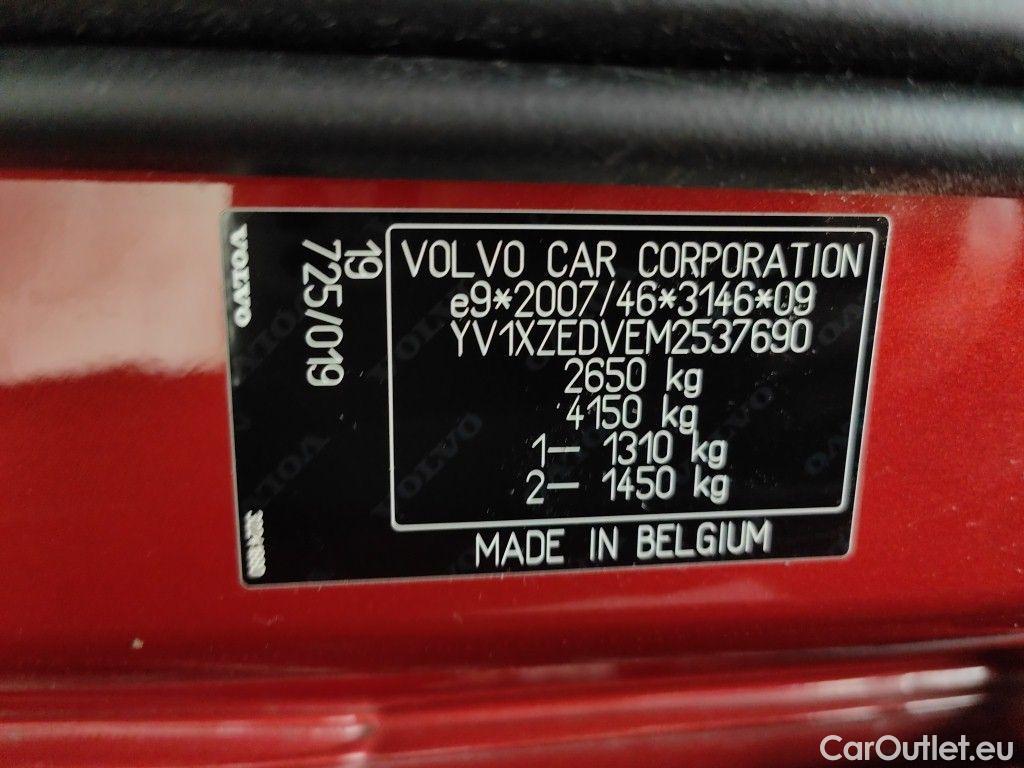 VOLVO
19
725/019
VOLVO CAR CORPORATION
e9*2007/46*3146*09
YV1XZEDVEM2537690
2650 kg
4150 kg
1– 1310 kg
2– 1450 kg
MADE IN BELGIUM
CarOutlet.eu